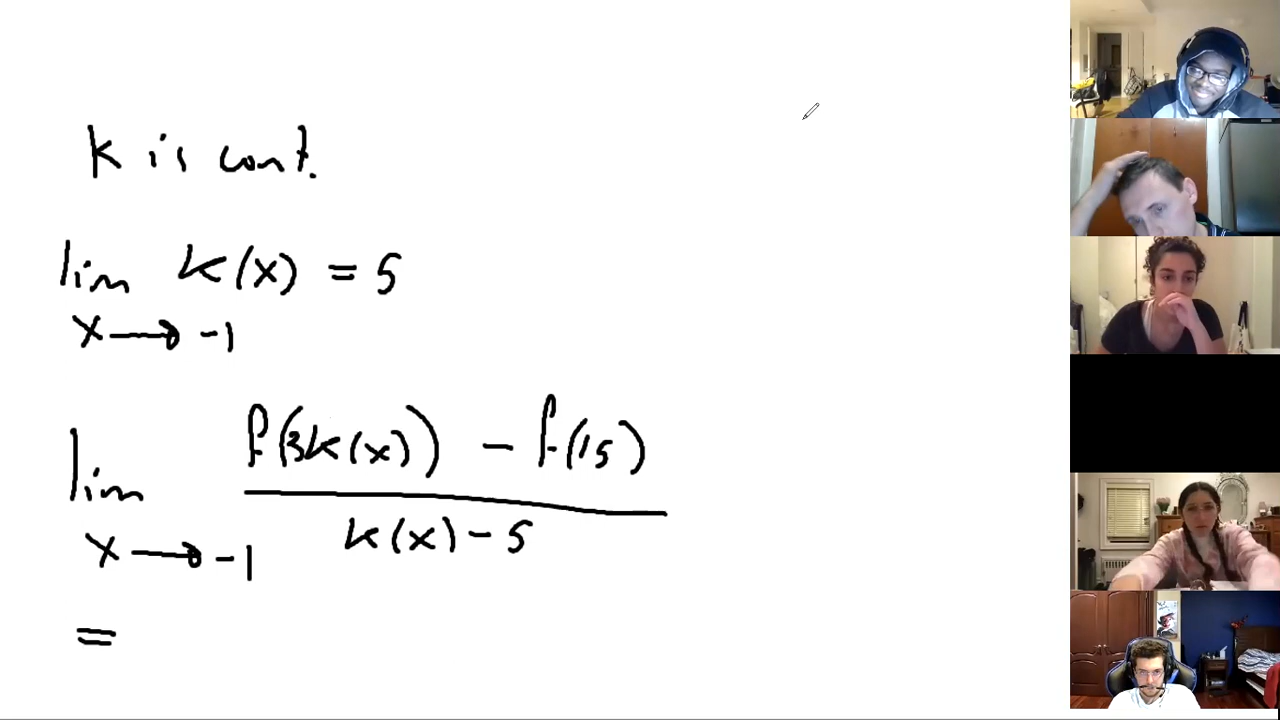 k is cont.
lim k(x) = 5
x → -1
lim f(3k(x)) - f(15)
x → -1 k(x) - 5
=